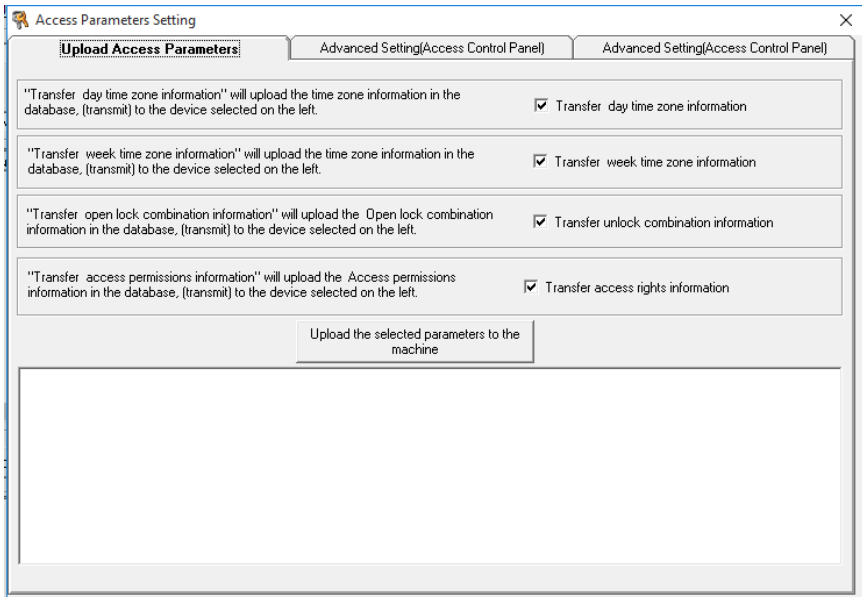 Access Parameters Setting
Upload Access Parameters
Advanced Setting(Access Control Panel)
Advanced Setting(Access Control Panel)
"Transfer day time zone information" will upload the time zone information in the
database, (transmit) to the device selected on the left.
Transfer day time zone information
"Transfer week time zone information" will upload the time zone information in the
database, (transmit) to the device selected on the left.
Transfer week time zone information
"Transfer open lock combination information" will upload the Open lock combination
information in the database, (transmit) to the device selected on the left.
Transfer unlock combination information
"Transfer access permissions information" will upload the Access permissions
information in the database, (transmit) to the device selected on the left.
Transfer access rights information
Upload the selected parameters to the
machine